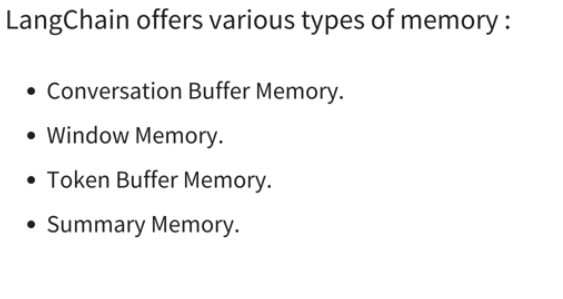 LangChain offers various types of memory :
• Conversation Buffer Memory.
• Window Memory.
• Token Buffer Memory.
• Summary Memory.